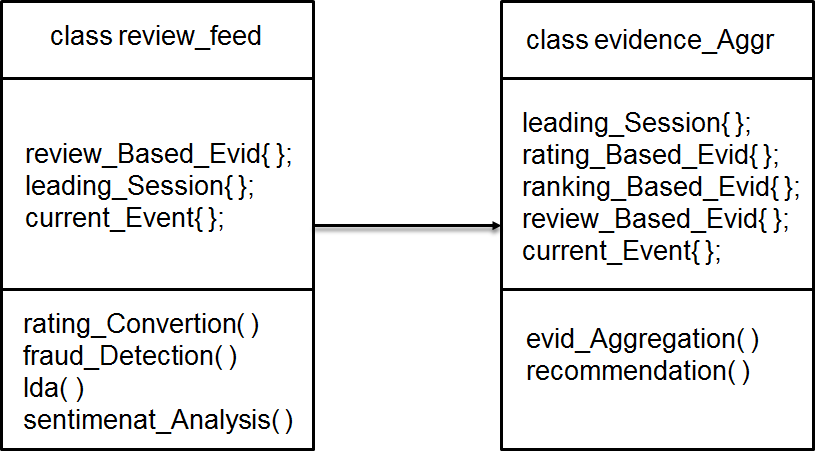 class review_feed
review_Based_Evid{ };
leading_Session{ };
current_Event{ };
rating_Convertion( )
fraud_Detection( )
lda( )
sentimenat_Analysis( )
class evidence_Aggr
leading_Session{ };
rating_Based_Evid{ };
ranking_Based_Evid{ };
review_Based_Evid{ };
current_Event{ };
evid_Aggregation( )
recommendation( )